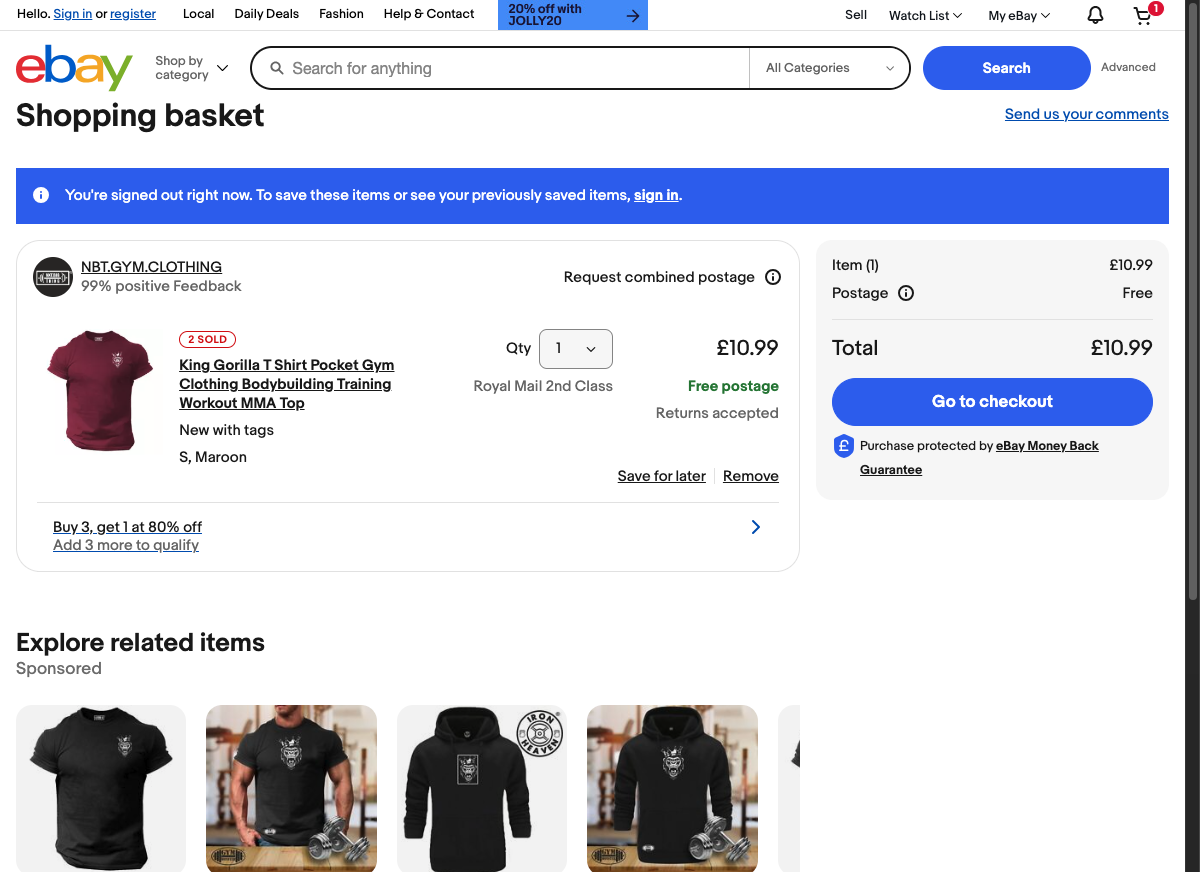 Hello. Sign in or register
Local
Daily Deals
Fashion
Help & Contact
20% off with
JOLLY20
Sell
Watch List
My eBay
1
ebay
Shop by
category
Search for anything
All Categories
Search
Advanced
Shopping basket
Send us your comments
You're signed out right now. To save these items or see your previously saved items, sign in.
NBT.GYM.CLOTHING
99% positive Feedback
Request combined postage
2 SOLD
King Gorilla T Shirt Pocket Gym
Clothing Bodybuilding Training
Workout MMA Top
New with tags
S, Maroon
Qty
1
£10.99
Royal Mail 2nd Class
Free postage
Returns accepted
Save for later
Remove
Buy 3, get 1 at 80% off
Add 3 more to qualify
Item (1)
£10.99
Postage
Free
Total
£10.99
Go to checkout
£
Purchase protected by eBay Money Back
Guarantee
Explore related items
Sponsored
IRON
HEAVEN
GYM
GYM